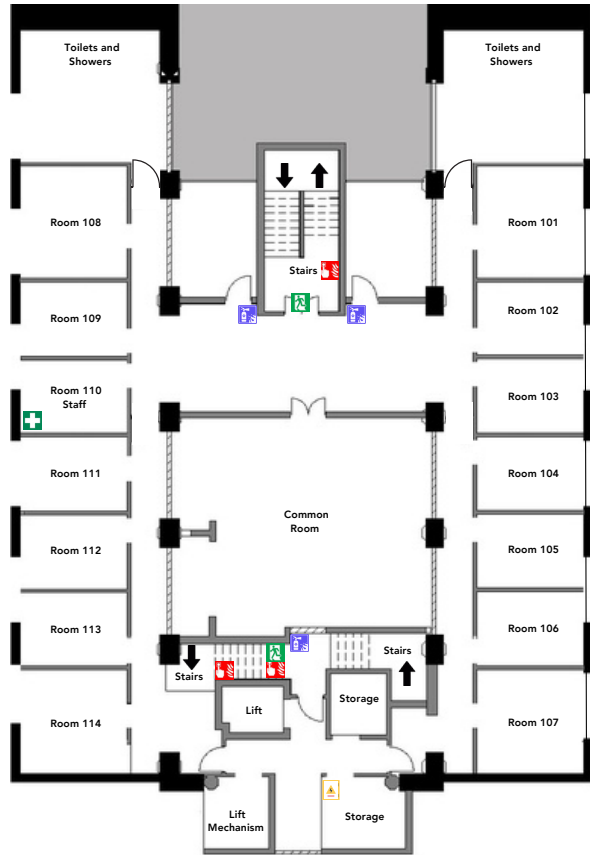 Toilets and
Showers
Toilets and
Showers
Room 108
Room 101
Stairs
Room 109
Room 102
Room 110
Staff
Room 103
Room 111
Room 104
Common
Room
Room 112
Room 105
Room 113
Room 106
Stairs
Stairs
Lift
Storage
Room 114
Room 107
Lift
Mechanism
Storage